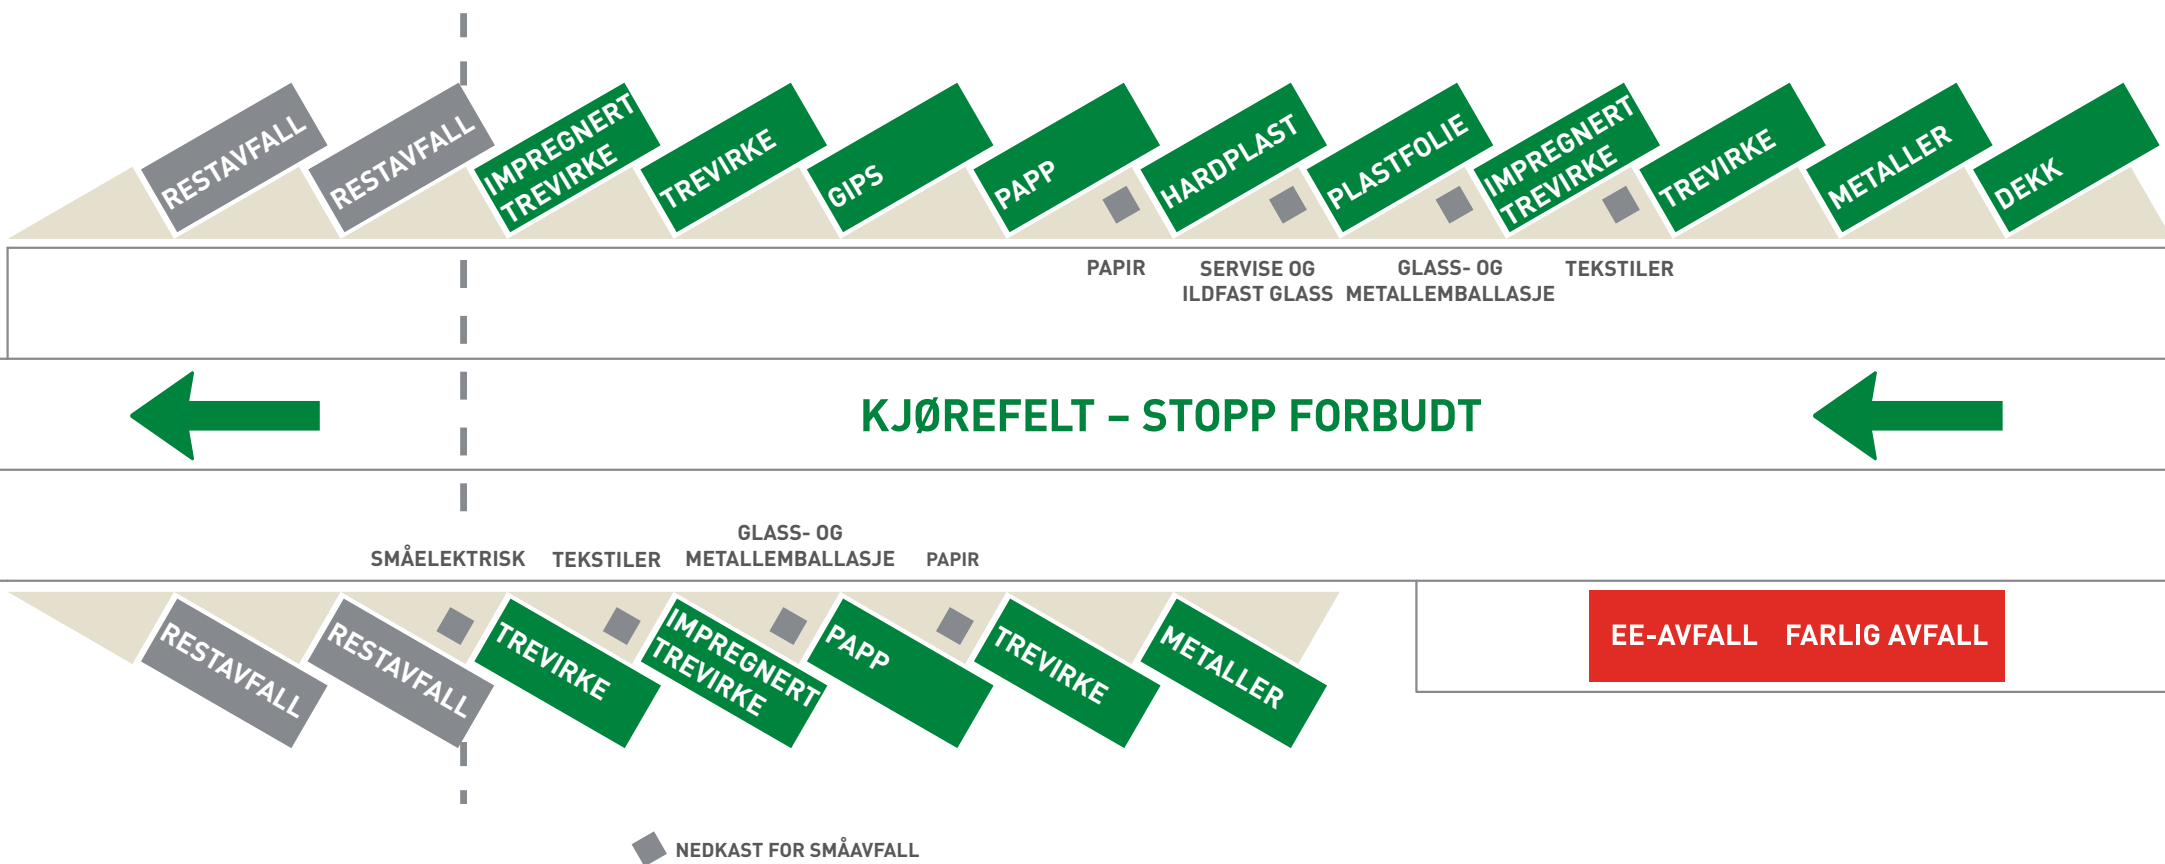 RESTAVFALL
RESTAVFALL
IMPREGNERT
TREVIRKE
TREVIRKE
GIPS
PAPP
HARDPLAST
PLASTFOLIE
IMPREGNERT
TREVIRKE
TREVIRKE
METALLER
DEKK
PAPIR
SERVISE OG
ILDFAST GLASS
GLASS- OG
METALLEMBALLASJE
TEKSTILER
KJØREFELT – STOPP FORBUDT
SMÅELEKTRISK
TEKSTILER
GLASS- OG
METALLEMBALLASJE
PAPIR
RESTAVFALL
RESTAVFALL
TREVIRKE
IMPREGNERT
TREVIRKE
PAPP
TREVIRKE
METALLER
EE-AVFALL FARLIG AVFALL
NEDKAST FOR SMÅAVFALL